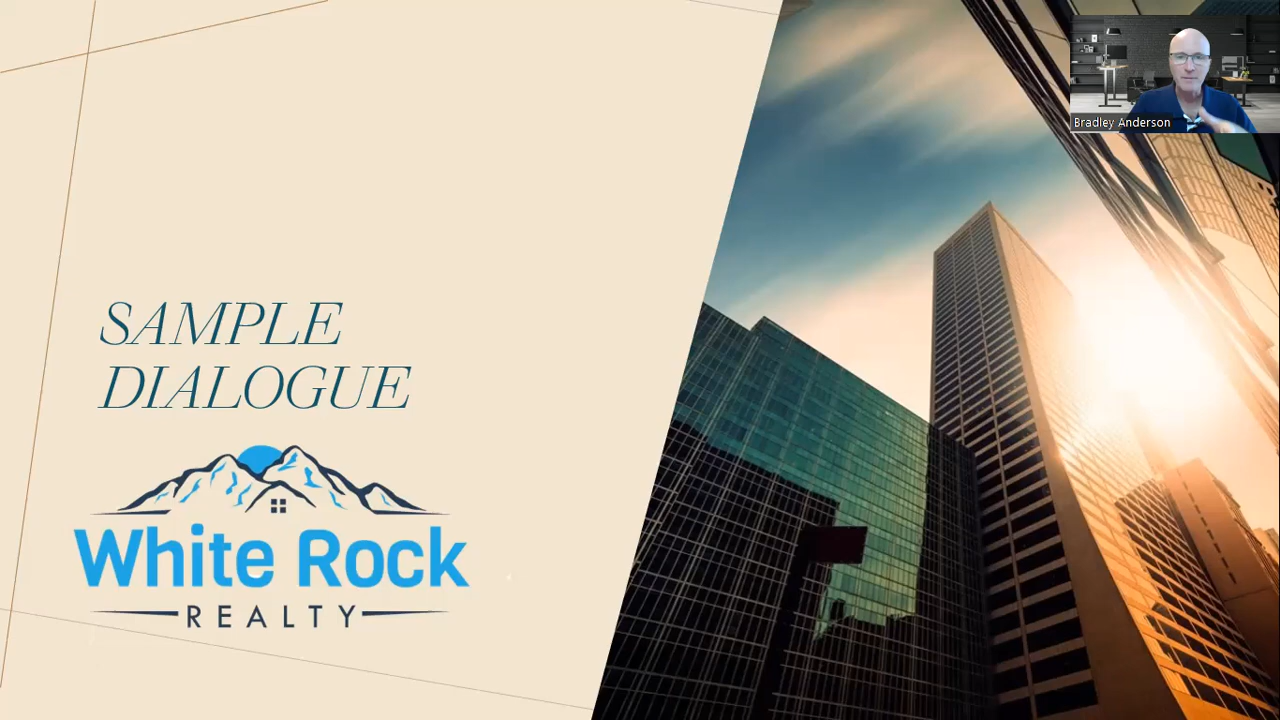 Bradley Anderson
SAMPLE
DIALOGUE
White Rock
REALTY